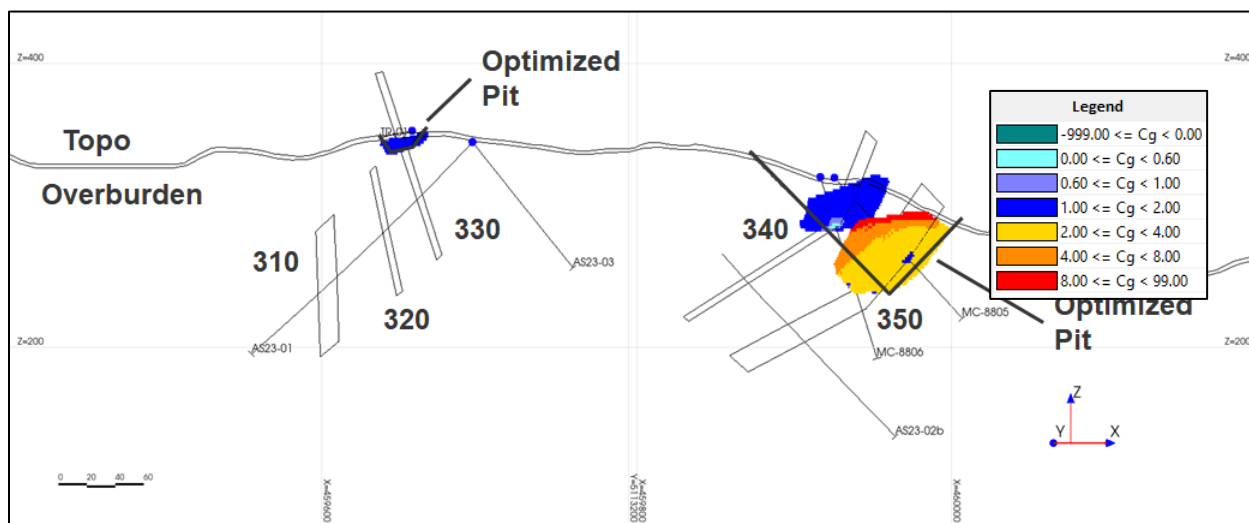 Z=400
Z=400
Optimized
Pit
TR-01
Topo
Overburden
Legend
-999.00 <= Cg < 0.00
0.00 <= Cg < 0.60
0.60 <= Cg < 1.00
1.00 <= Cg < 2.00
2.00 <= Cg < 4.00
4.00 <= Cg < 8.00
8.00 <= Cg < 99.00
340
330
310
AS23-03
320
350
MC-8805
Optimized
Pit
AS23-01
MC-8806
Z=200
Z=200
AS23-02b
Z
Y
X
0 20 40 60
X=459600
Y=5113200
X=459800
X=460000